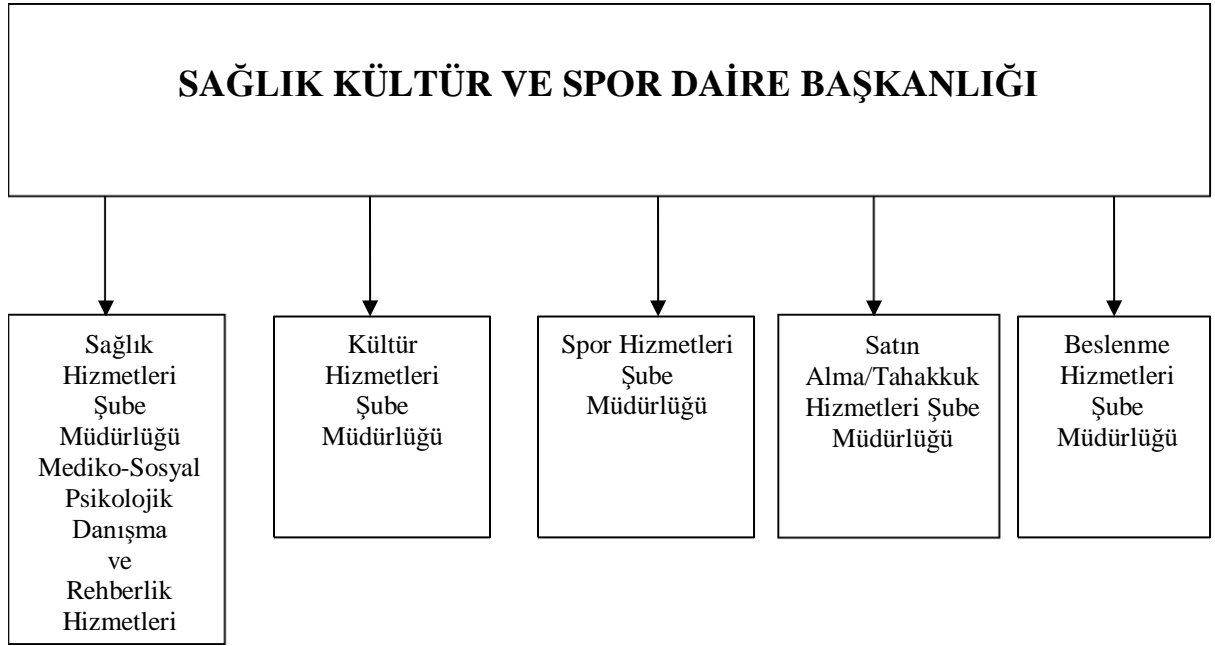 SAĞLIK KÜLTÜR VE SPOR DAİRE BAŞKANLIĞI
Sağlık
Hizmetleri
Şube
Müdürlüğü
Mediko-Sosyal
Psikolojik
Danışma
ve
Rehberlik
Hizmetleri
Kültür
Hizmetleri
Şube
Müdürlüğü
Spor Hizmetleri
Şube
Müdürlüğü
Satın
Alma/Tahakkuk
Hizmetleri Şube
Müdürlüğü
Beslenme
Hizmetleri
Şube
Müdürlüğü